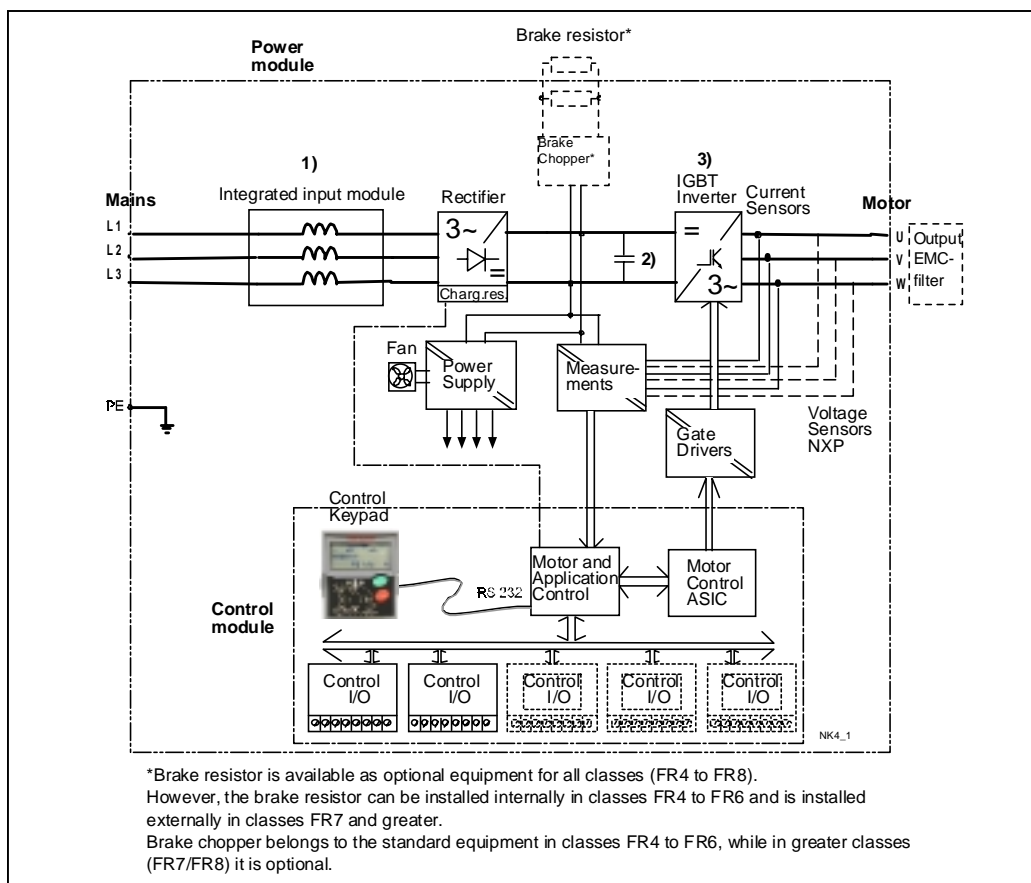 Brake resistor*
Power
module
Brake
Chopper*
1)
3)
Mains
Integrated input module
Rectifier
IGBT
Inverter
Current
Sensors
Motor
L1
L2
L3
3~
=
Charg.res.
2)
=
3~
U
V
W
Output
EMC-
filter
Fan
Power
Supply
Measure-
ments
PE
Gate
Drivers
Voltage
Sensors
NXP
Control
Keypad
RS 232
Motor and
Application
Control
Motor
Control
ASIC
Control
module
Control
I/O
Control
I/O
Control
I/O
Control
I/O
Control
I/O
NK4_1
*Brake resistor is available as optional equipment for all classes (FR4 to FR8).
However, the brake resistor can be installed internally in classes FR4 to FR6 and is installed
externally in classes FR7 and greater.
Brake chopper belongs to the standard equipment in classes FR4 to FR6, while in greater classes
(FR7/FR8) it is optional.